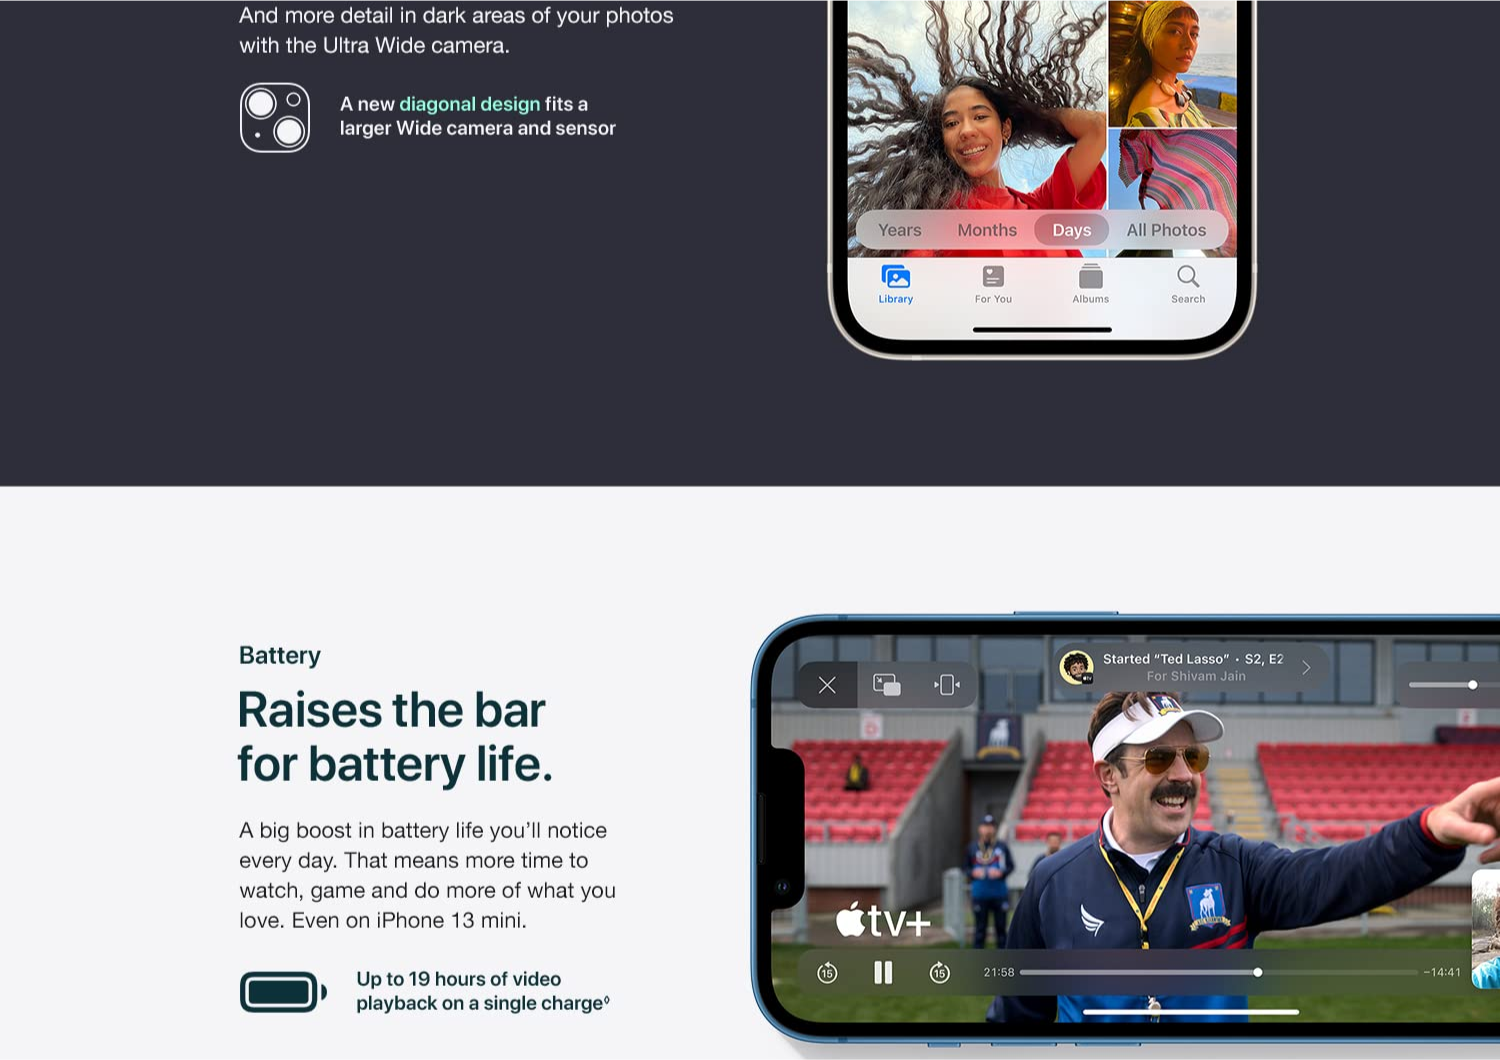 And more detail in dark areas of your photos
with the Ultra Wide camera.
A new diagonal design fits a
larger Wide camera and sensor
Years Months Days All Photos
Library For You Albums Search
Battery
Raises the bar
for battery life.
A big boost in battery life you’ll notice
every day. That means more time to
watch, game and do more of what you
love. Even on iPhone 13 mini.
Up to 19 hours of video
playback on a single charge◊
Started “Ted Lasso” · S2, E2
For Shivam Jain
tv+
15 15 21:58 −14:41